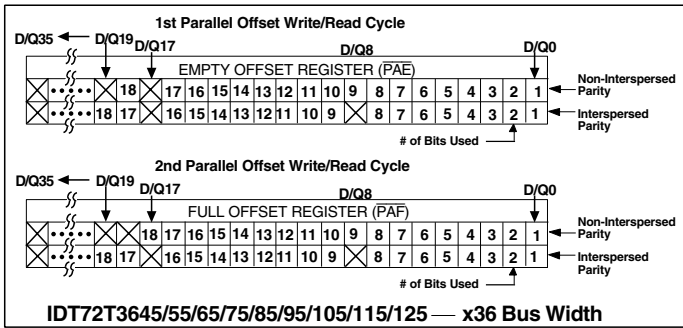 1st Parallel Offset Write/Read Cycle
D/Q35 D/Q19 D/Q17 D/Q8 D/Q0
EMPTY OFFSET REGISTER (PAE)
18 17 16 15 14 13 12 11 10 9 8 7 6 5 4 3 2 1 Non-Interspersed Parity
18 17 16 15 14 13 12 11 10 9 8 7 6 5 4 3 2 1 Interspersed Parity
# of Bits Used
2nd Parallel Offset Write/Read Cycle
D/Q35 D/Q19 D/Q17 D/Q8 D/Q0
FULL OFFSET REGISTER (PAF)
18 17 16 15 14 13 12 11 10 9 8 7 6 5 4 3 2 1 Non-Interspersed Parity
18 17 16 15 14 13 12 11 10 9 8 7 6 5 4 3 2 1 Interspersed Parity
# of Bits Used
IDT72T3645/55/65/75/85/95/105/115/125 — x36 Bus Width